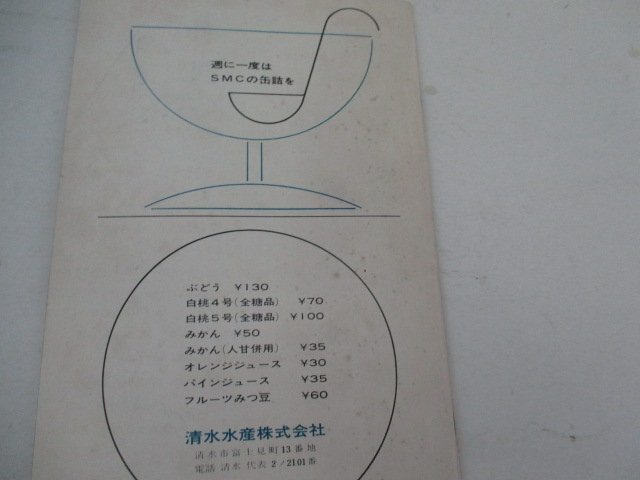 週に一度は
SMCの缶詰を
ぶどう ¥130
白桃4号(全糖品) ¥70
白桃5号(全糖品) ¥100
みかん ¥50
みかん(人甘併用) ¥35
オレンジジュース ¥30
パインジュース ¥35
フルーツみつ豆 ¥60
清水水産株式会社
清水市富士見町13番地
電話 清水 代表 2/2101番